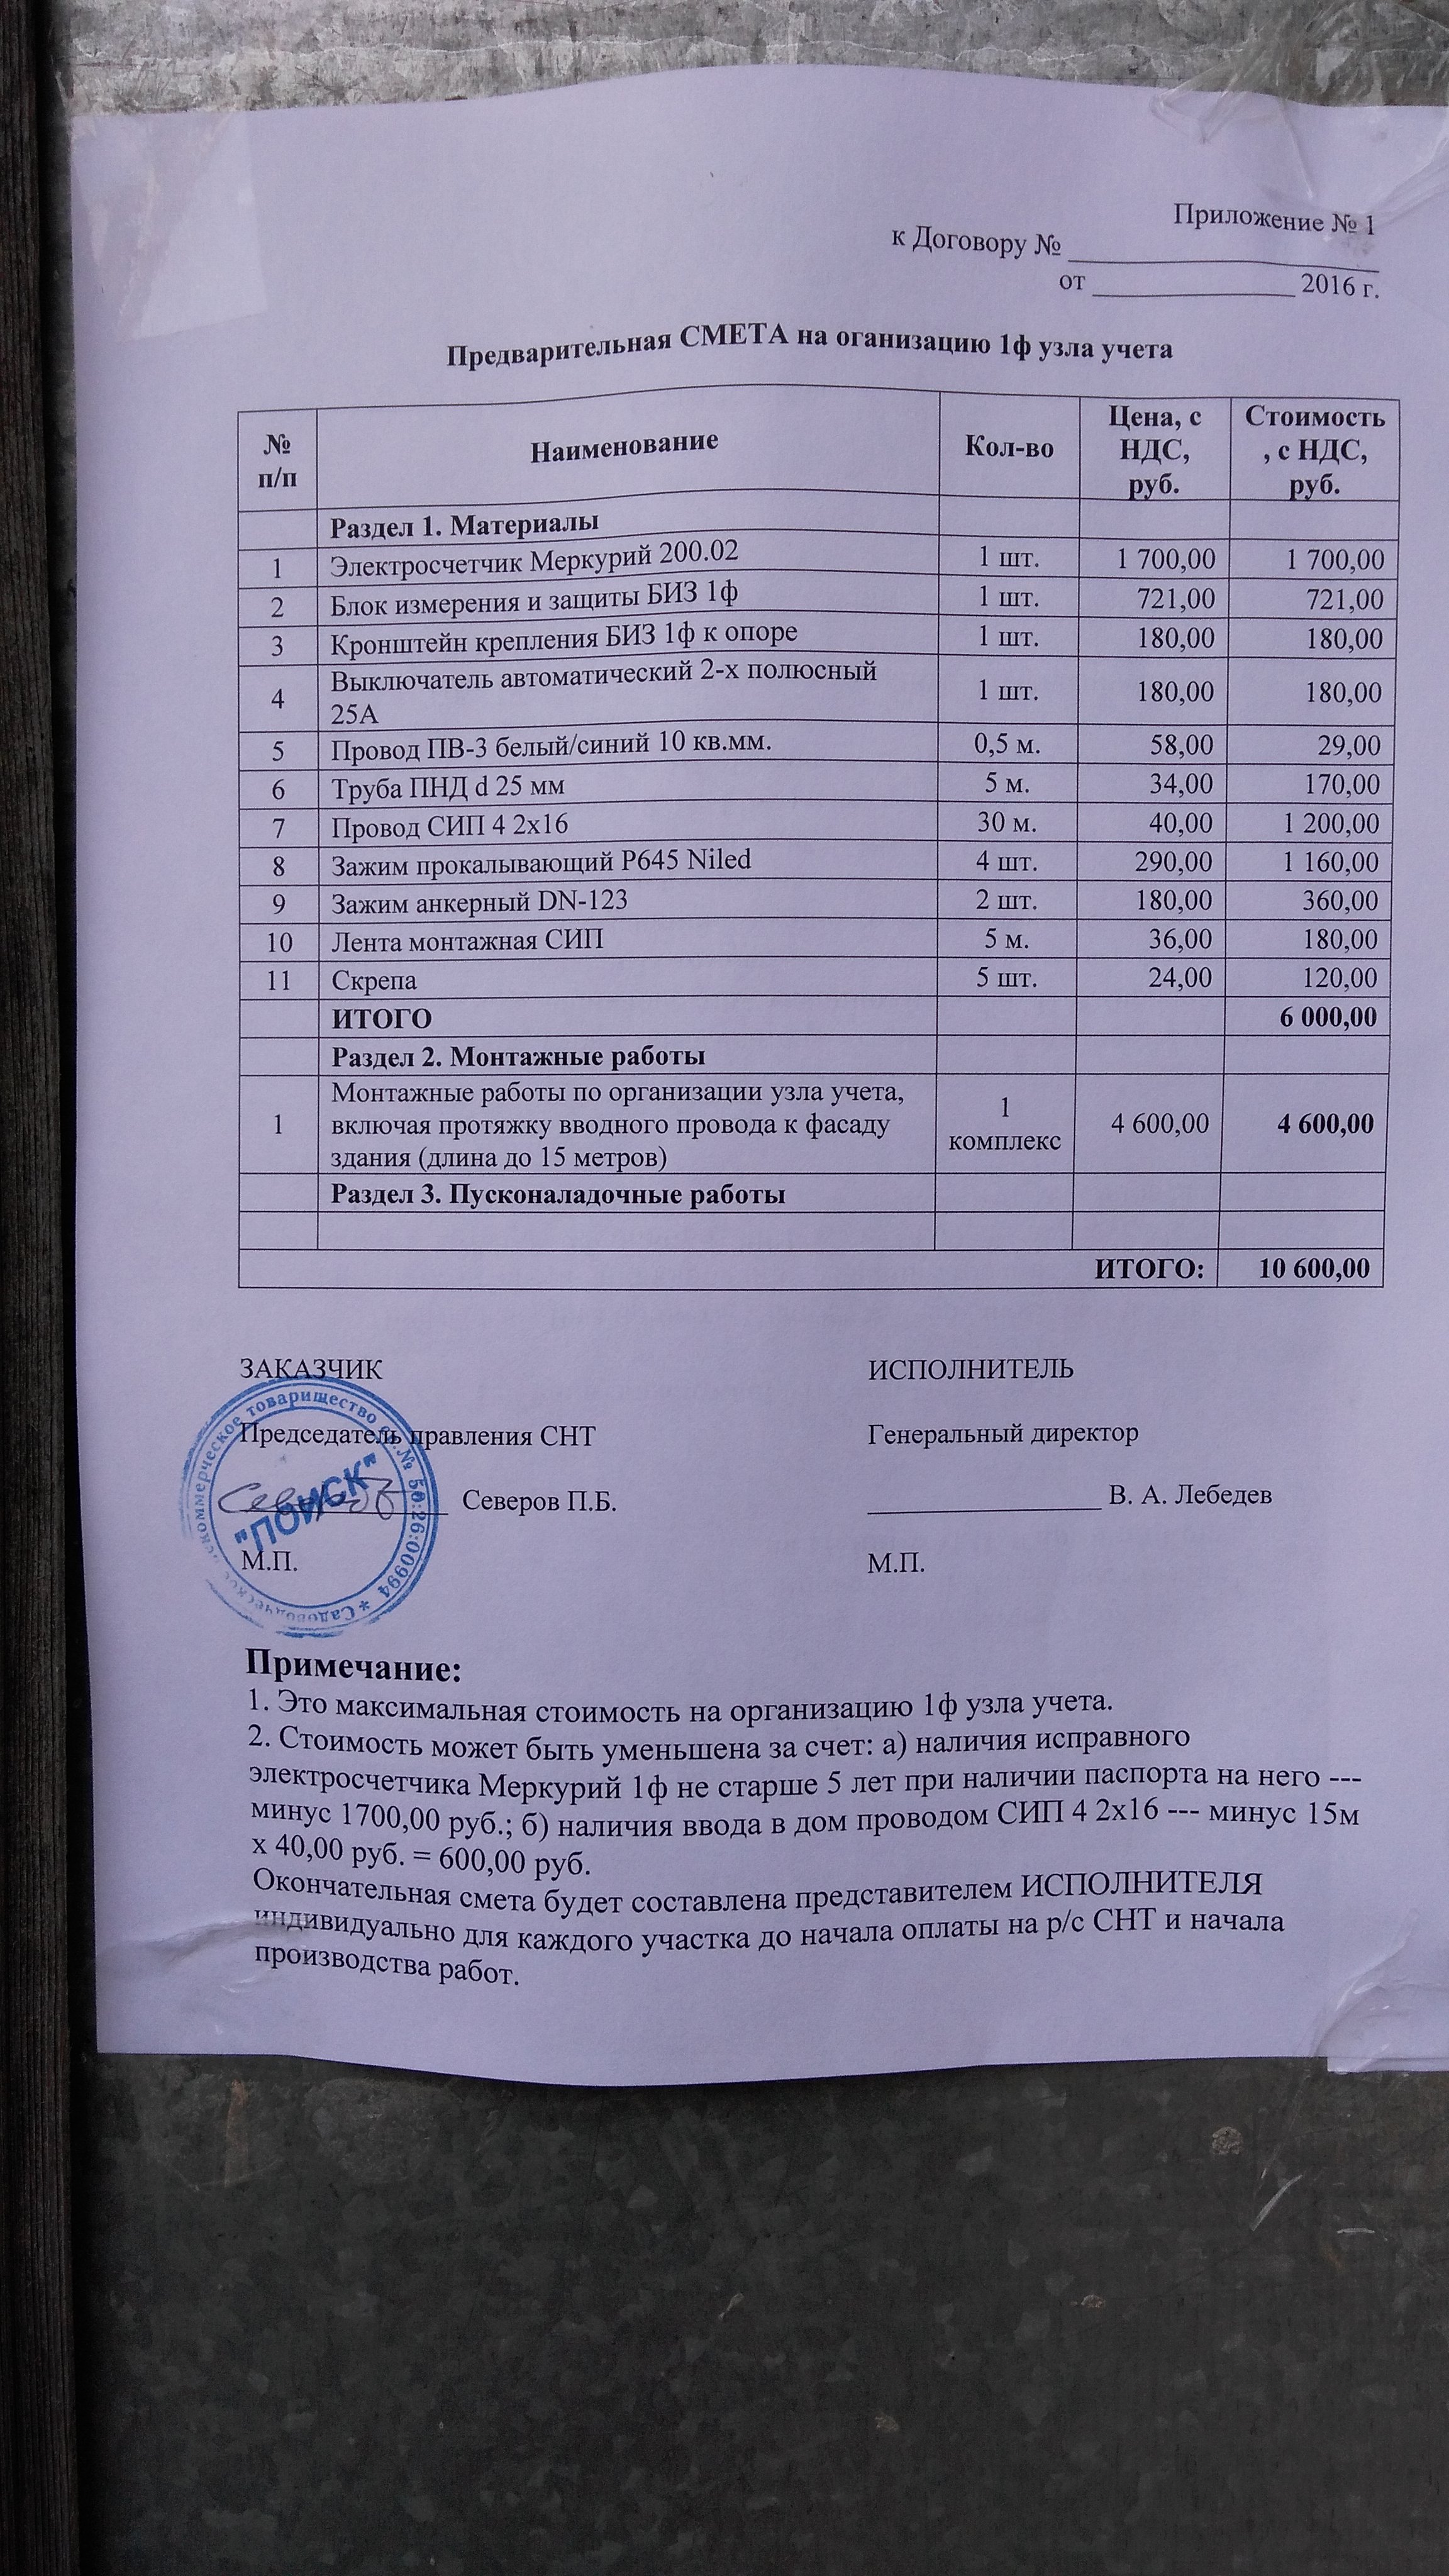 Приложение № 1
к Договору № ____________
от ____________ 2016 г.
Предварительная СМЕТА на оганизацию 1ф узла учета
№ п/п Наименование Кол-во Цена, с НДС, руб. Стоимость , с НДС, руб.
Раздел 1. Материалы
1 Электросчетчик Меркурий 200.02 1 шт. 1 700,00 1 700,00
2 Блок измерения и защиты БИЗ 1ф 1 шт. 721,00 721,00
3 Кронштейн крепления БИЗ 1ф к опоре 1 шт. 180,00 180,00
4 Выключатель автоматический 2-х полюсный 25А 1 шт. 180,00 180,00
5 Провод ПВ-3 белый/синий 10 кв.мм. 0,5 м. 58,00 29,00
6 Труба ПНД d 25 мм 5 м. 34,00 170,00
7 Провод СИП 4 2х16 30 м. 40,00 1 200,00
8 Зажим прокалывающий Р645 Niled 4 шт. 290,00 1 160,00
9 Зажим анкерный DN-123 2 шт. 180,00 360,00
10 Лента монтажная СИП 5 м. 36,00 180,00
11 Скрепа 5 шт. 24,00 120,00
ИТОГО 6 000,00
Раздел 2. Монтажные работы
1 Монтажные работы по организации узла учета, включая протяжку вводного провода к фасаду здания (длина до 15 метров) 1 комплекс 4 600,00 4 600,00
Раздел 3. Пусконаладочные работы
ИТОГО: 10 600,00
ЗАКАЗЧИК ИСПОЛНИТЕЛЬ
Председатель правления СНТ Генеральный директор
Северов П.Б. ____________ В. А. Лебедев
М.П. М.П.
"ПОИСК"
Садоводческое некоммерческое товарищество № 50:26:00994 *
Примечание:
1. Это максимальная стоимость на организацию 1ф узла учета.
2. Стоимость может быть уменьшена за счет: а) наличия исправного
электросчетчика Меркурий 1ф не старше 5 лет при наличии паспорта на него ---
минус 1700,00 руб.; б) наличия ввода в дом проводом СИП 4 2х16 --- минус 15м
х 40,00 руб. = 600,00 руб.
Окончательная смета будет составлена представителем ИСПОЛНИТЕЛЯ
индивидуально для каждого участка до начала оплаты на р/с СНТ и начала
производства работ.